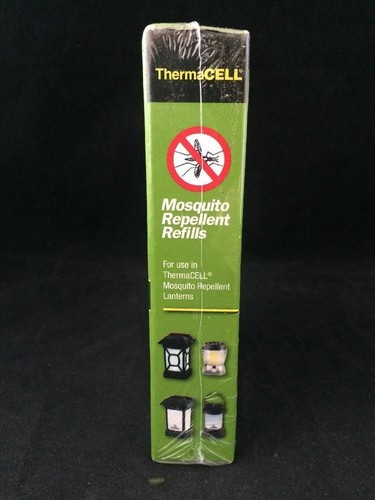 ThermaCELL
Mosquito
Repellent
Refills
For use in
ThermaCELL®
Mosquito Repellent
Lanterns